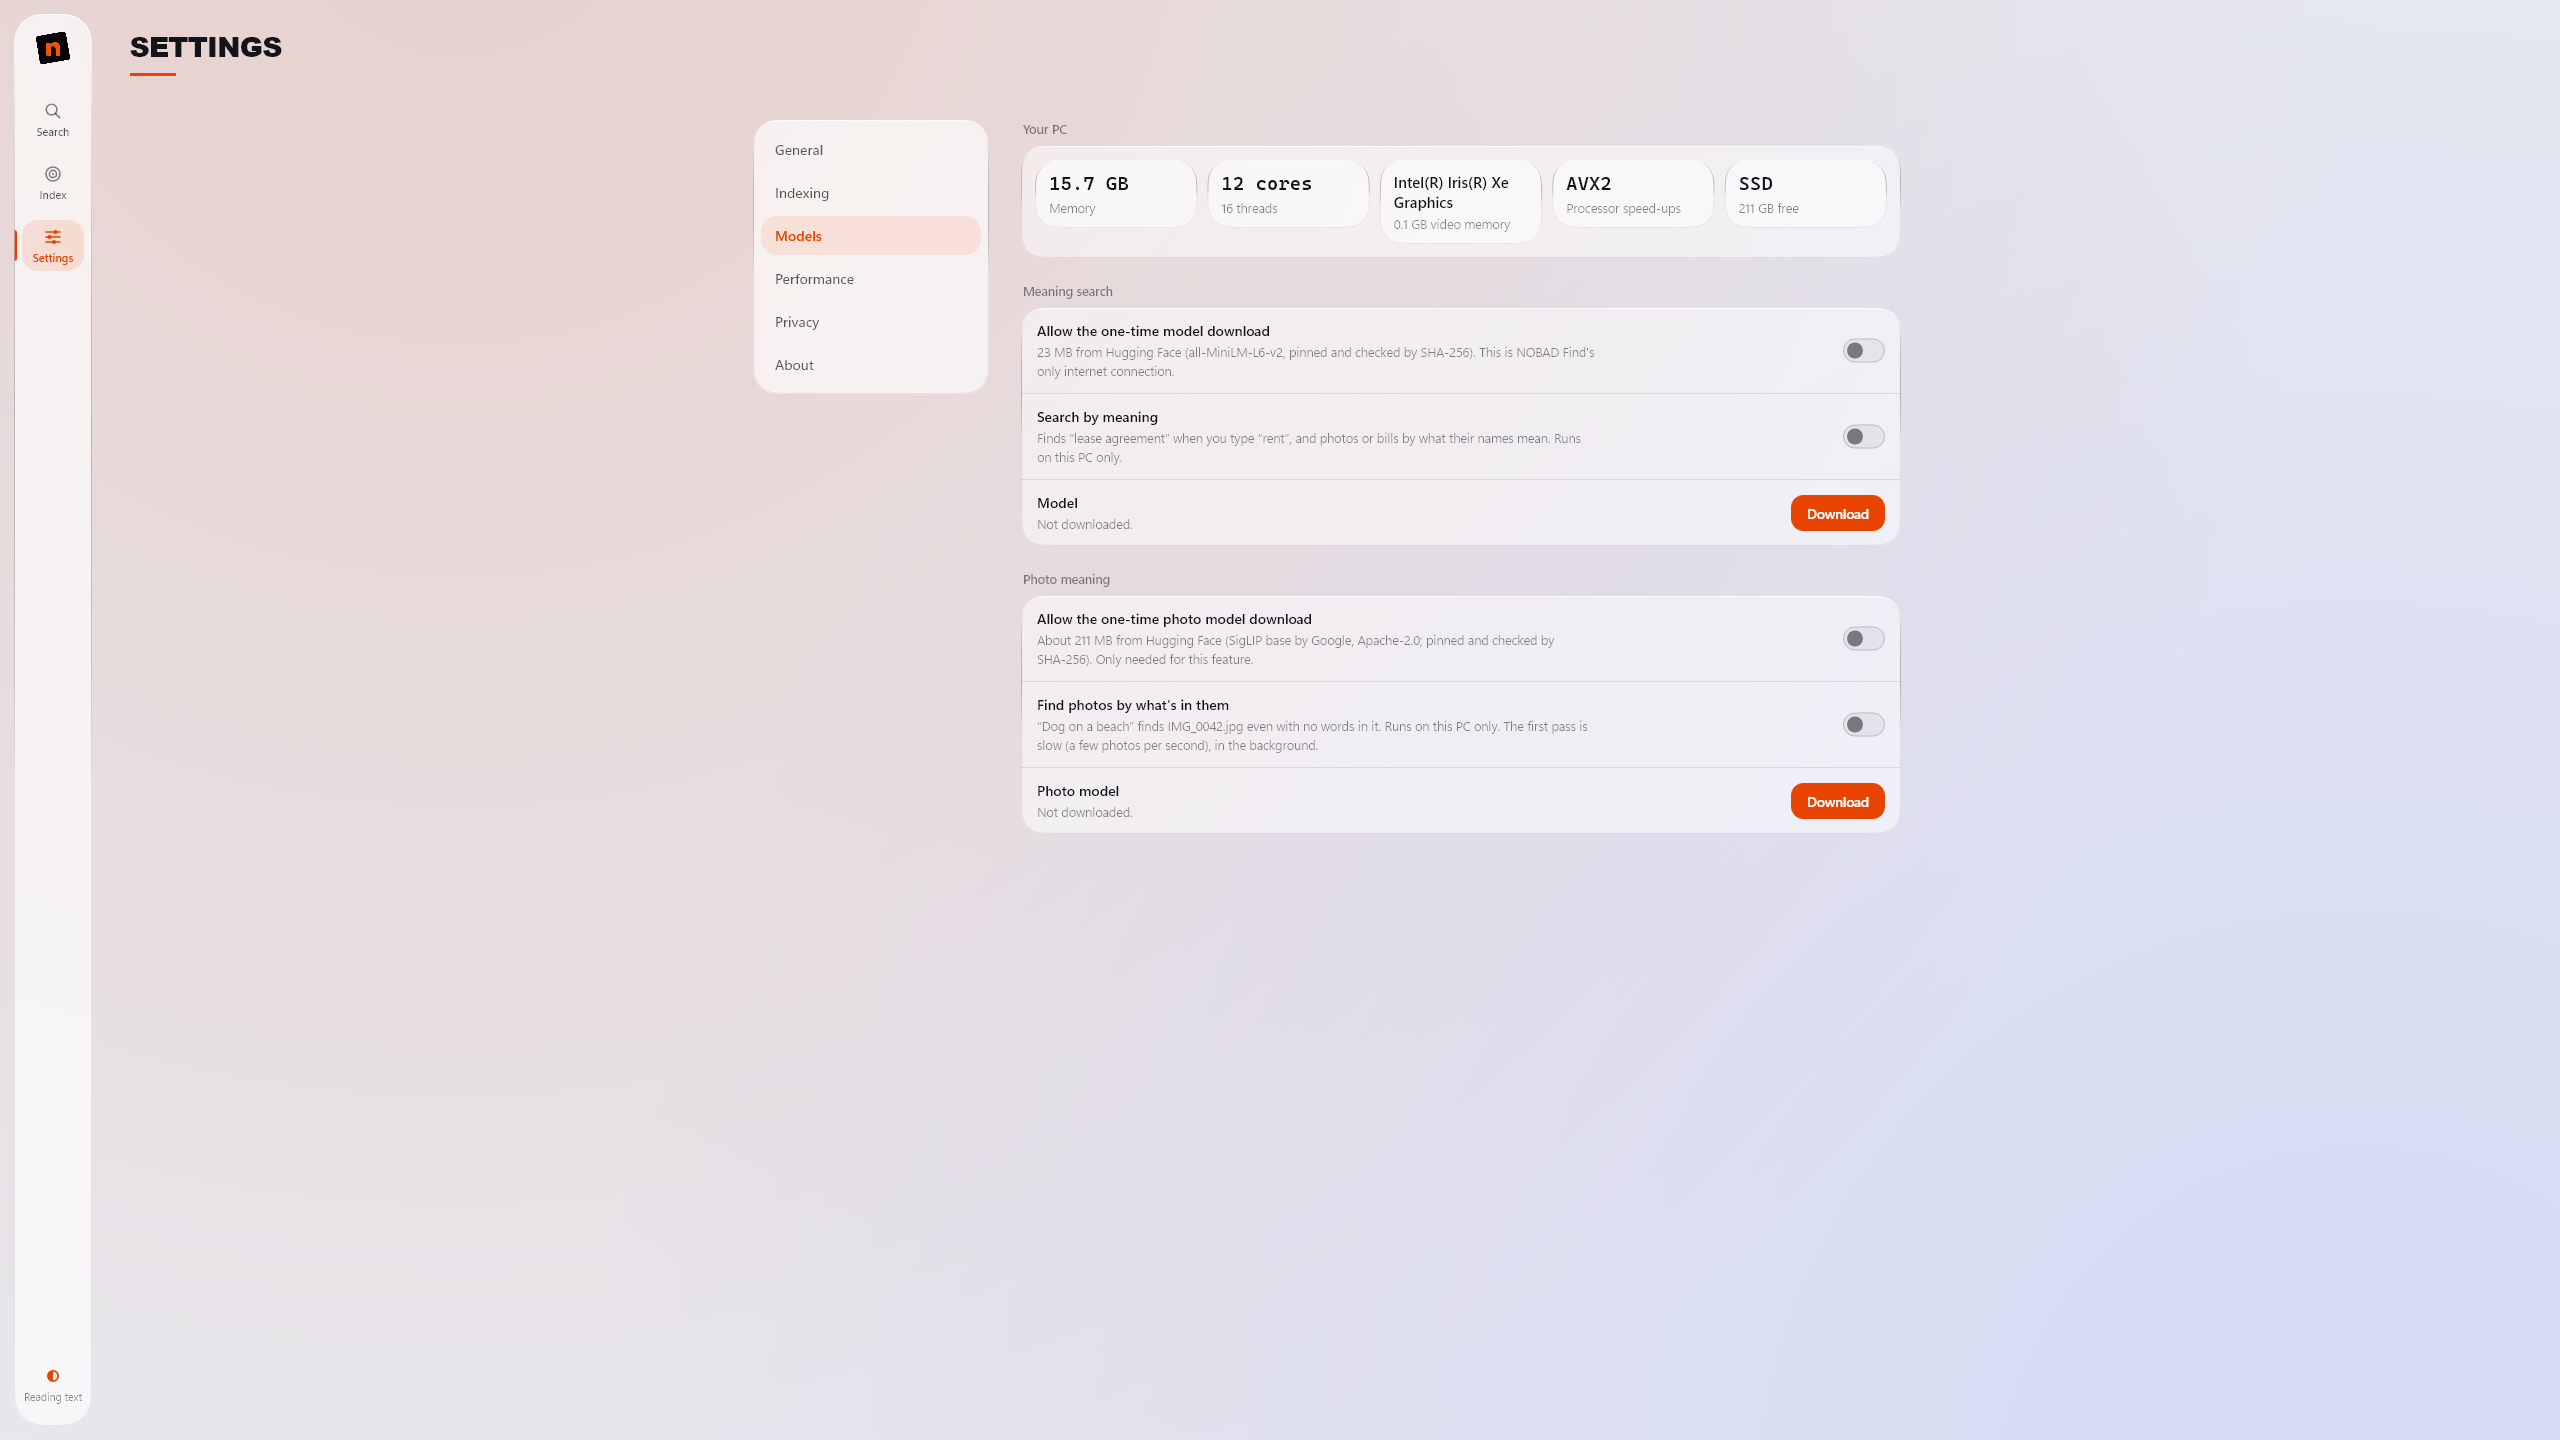 n
SETTINGS
Search
Index
Settings
General
Indexing
Models
Performance
Privacy
About
Your PC
15.7 GB
Memory
12 cores
16 threads
Intel(R) Iris(R) Xe
Graphics
0.1 GB video memory
AVX2
Processor speed-ups
SSD
211 GB free
Meaning search
Allow the one-time model download
23 MB from Hugging Face (all-MiniLM-L6-v2, pinned and checked by SHA-256). This is NOBAD Find's
only internet connection.
Search by meaning
Finds "lease agreement" when you type "rent", and photos or bills by what their names mean. Runs
on this PC only.
Model
Not downloaded.
Download
Photo meaning
Allow the one-time photo model download
About 211 MB from Hugging Face (SigLIP base by Google, Apache-2.0; pinned and checked by
SHA-256). Only needed for this feature.
Find photos by what's in them
"Dog on a beach" finds IMG_0042.jpg even with no words in it. Runs on this PC only. The first pass is
slow (a few photos per second), in the background.
Photo model
Not downloaded.
Download
Reading text